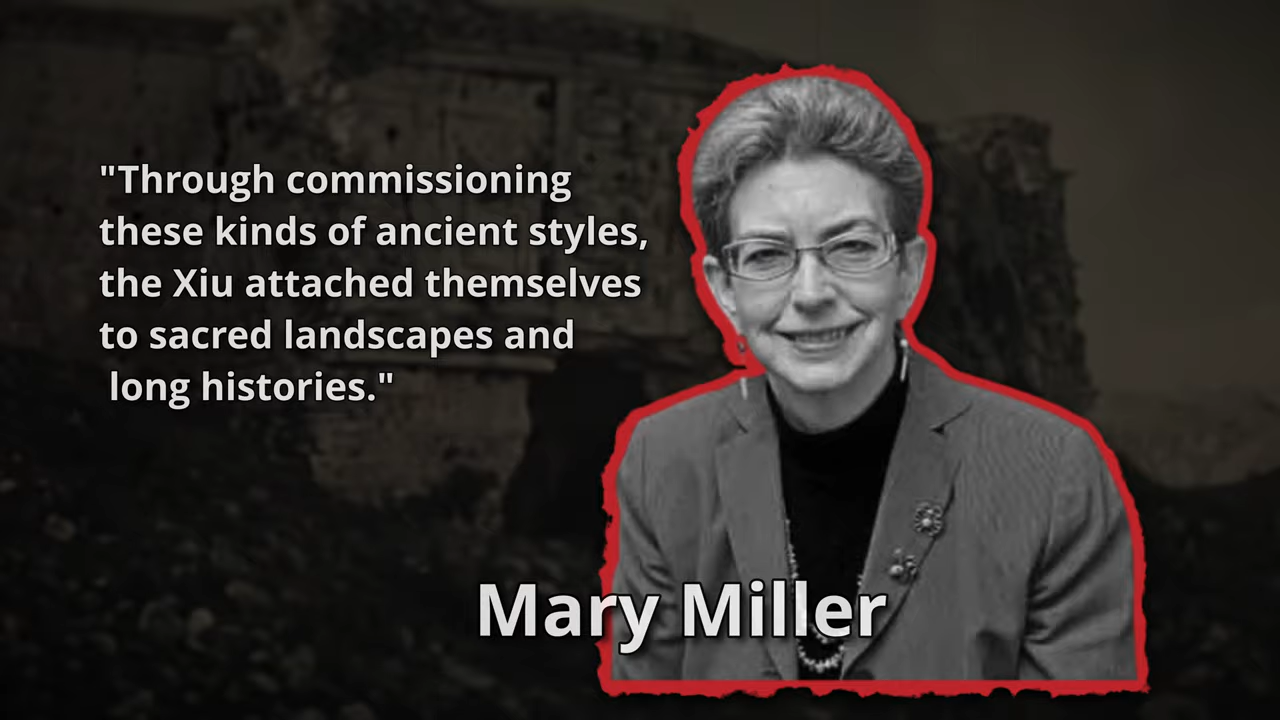 "Through commissioning
these kinds of ancient styles,
the Xiu attached themselves
to sacred landscapes and
long histories."
Mary Miller